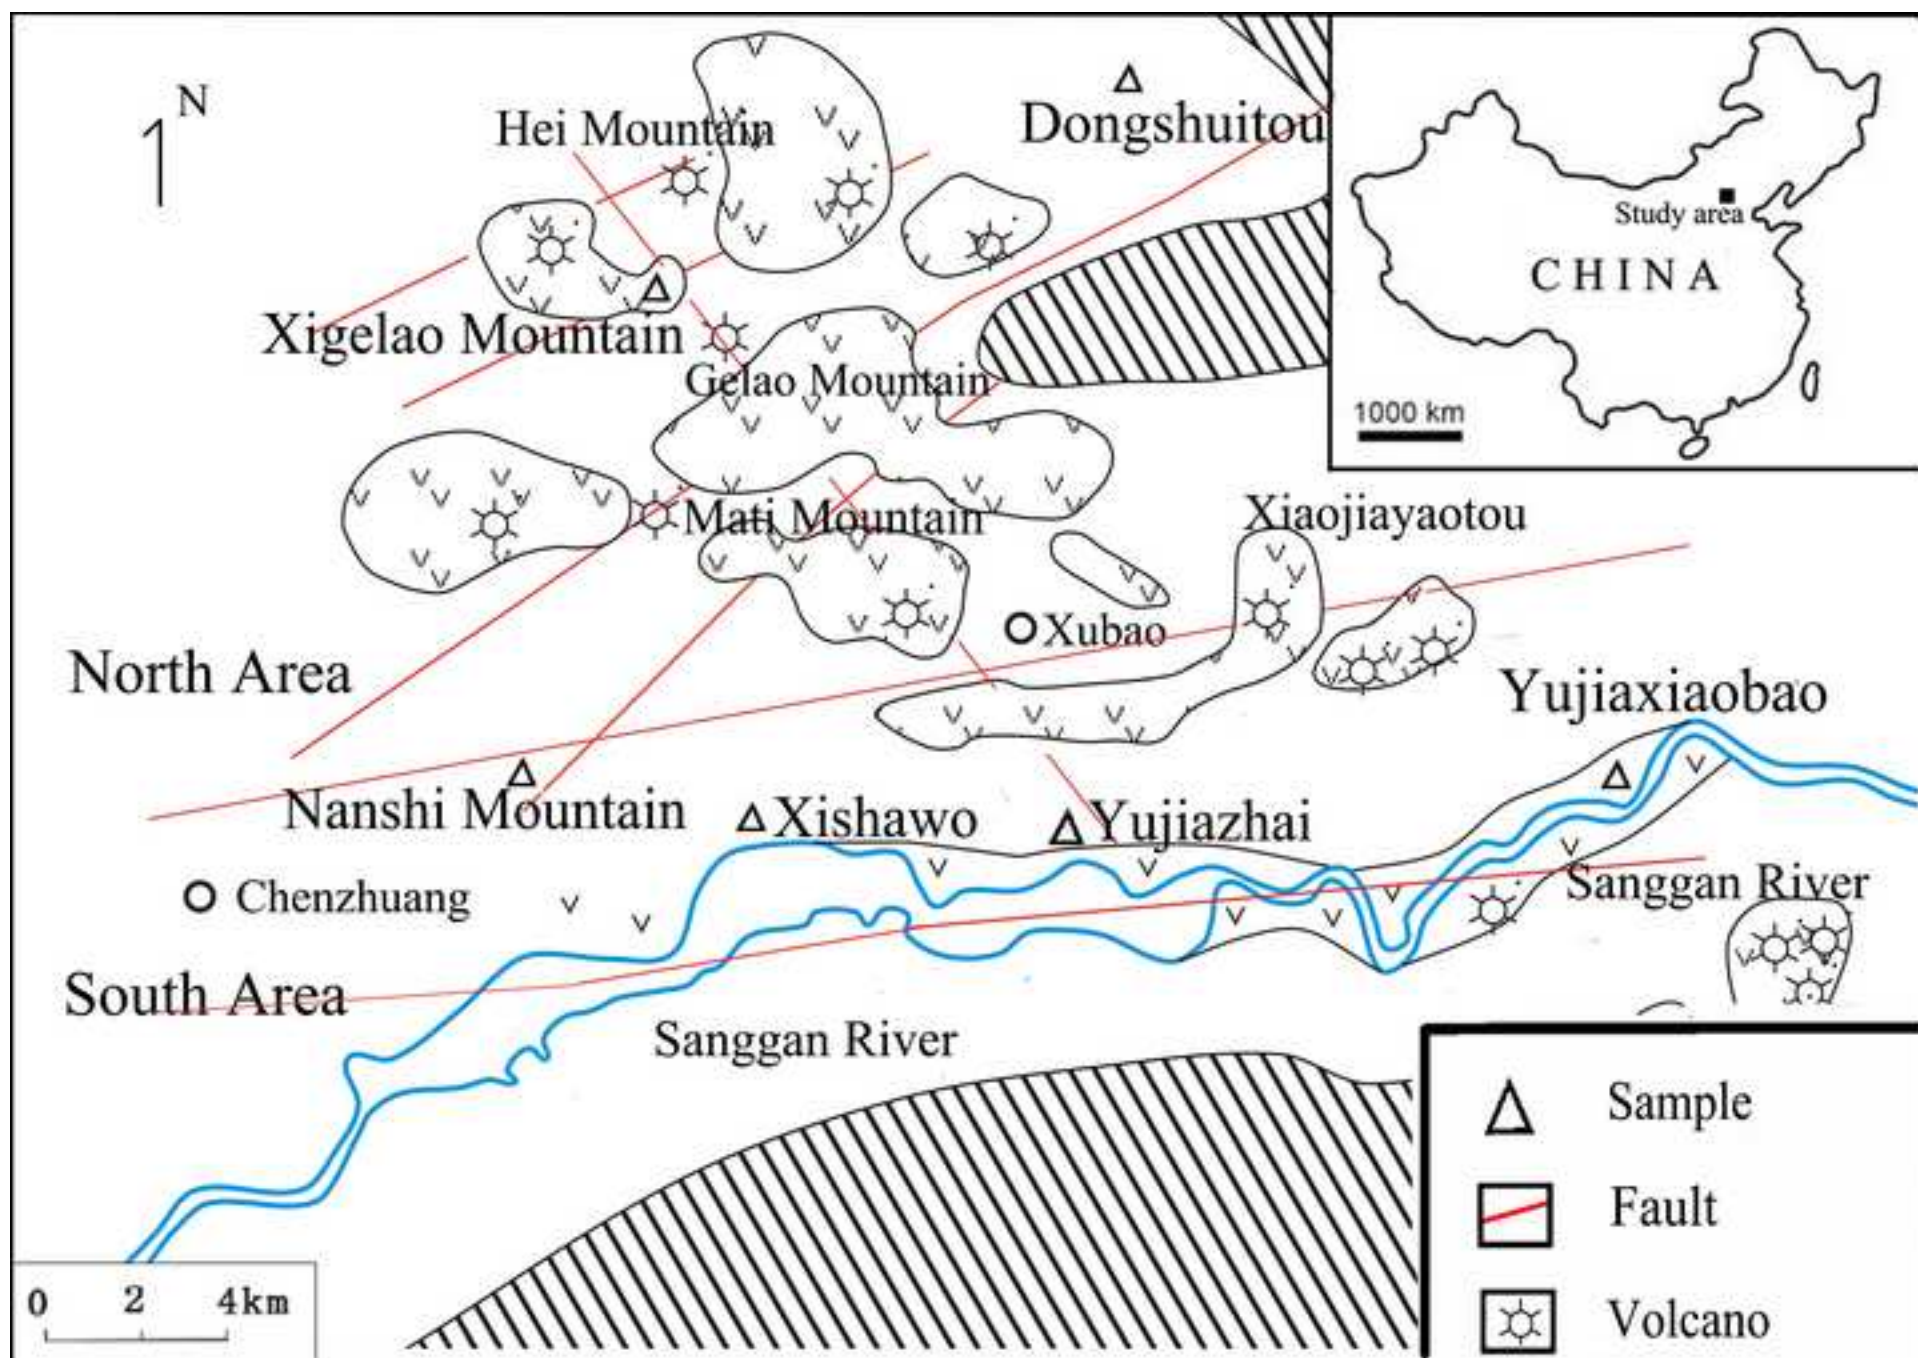 N
Hei Mountain
Dongshuitou
Study area
CHINA
1000 km
Xigelao Mountain
Gelao Mountain
Mati Mountain
Xiaojiayaotou
Xubao
North Area
Yujiaxiaobao
Nanshi Mountain
Xishawo
Yujiazhai
Chenzhuang
Sanggan River
South Area
Sanggan River
Sample
Fault
Volcano
0 2 4km